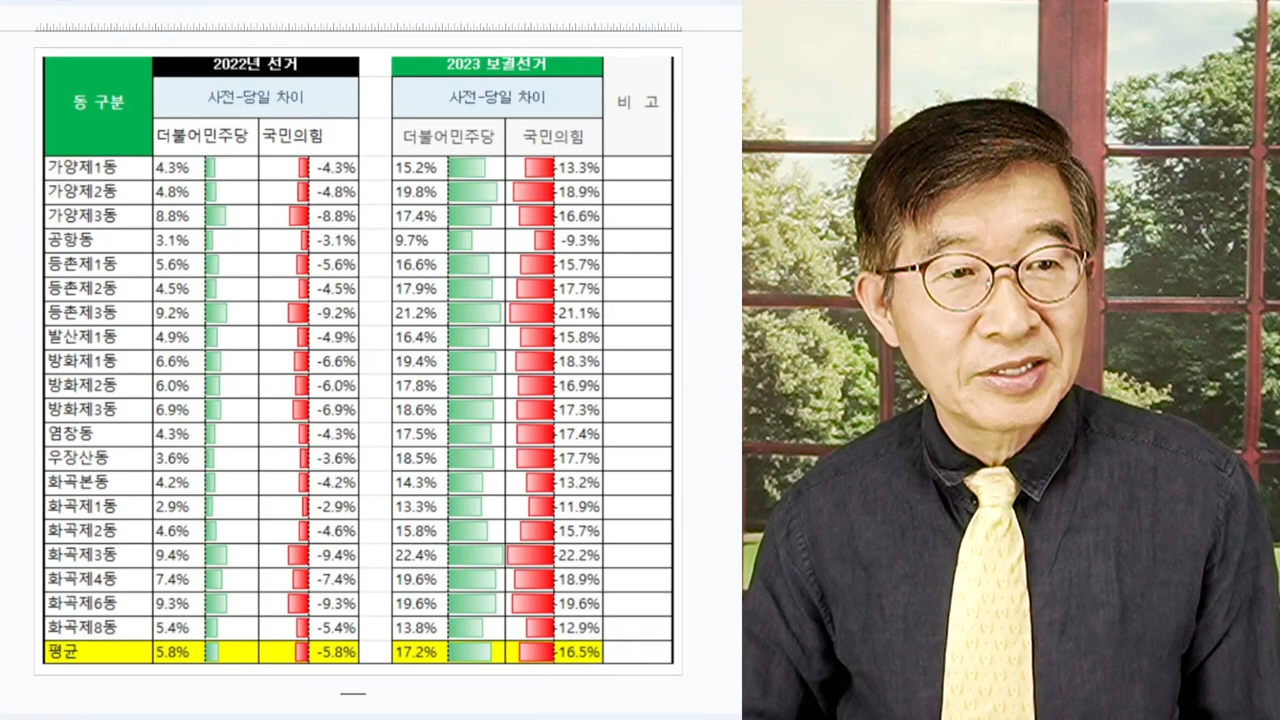 2022년 선거 2023 보궐선거
동 구분 사전-당일 차이 사전-당일 차이 비 고
더불어민주당 국민의힘 더불어민주당 국민의힘
가양제1동 4.3% -4.3% 15.2% -13.3%
가양제2동 4.8% -4.8% 19.8% -18.9%
가양제3동 8.8% -8.8% 17.4% -16.6%
공항동 3.1% -3.1% 9.7% -9.3%
등촌제1동 5.6% -5.6% 16.6% -15.7%
등촌제2동 4.5% -4.5% 17.9% -17.7%
등촌제3동 9.2% -9.2% 21.2% -21.1%
발산제1동 4.9% -4.9% 16.4% -15.8%
방화제1동 6.6% -6.6% 19.4% -18.3%
방화제2동 6.0% -6.0% 17.8% -16.9%
방화제3동 6.9% -6.9% 18.6% -17.3%
염창동 4.3% -4.3% 17.5% -17.4%
우장산동 3.6% -3.6% 18.5% -17.7%
화곡본동 4.2% -4.2% 14.3% -13.2%
화곡제1동 2.9% -2.9% 13.3% -11.9%
화곡제2동 4.6% -4.6% 15.8% -15.7%
화곡제3동 9.4% -9.4% 22.4% -22.2%
화곡제4동 7.4% -7.4% 19.6% -18.9%
화곡제6동 9.3% -9.3% 19.6% -19.6%
화곡제8동 5.4% -5.4% 13.8% -12.9%
평균 5.8% -5.8% 17.2% -16.5%